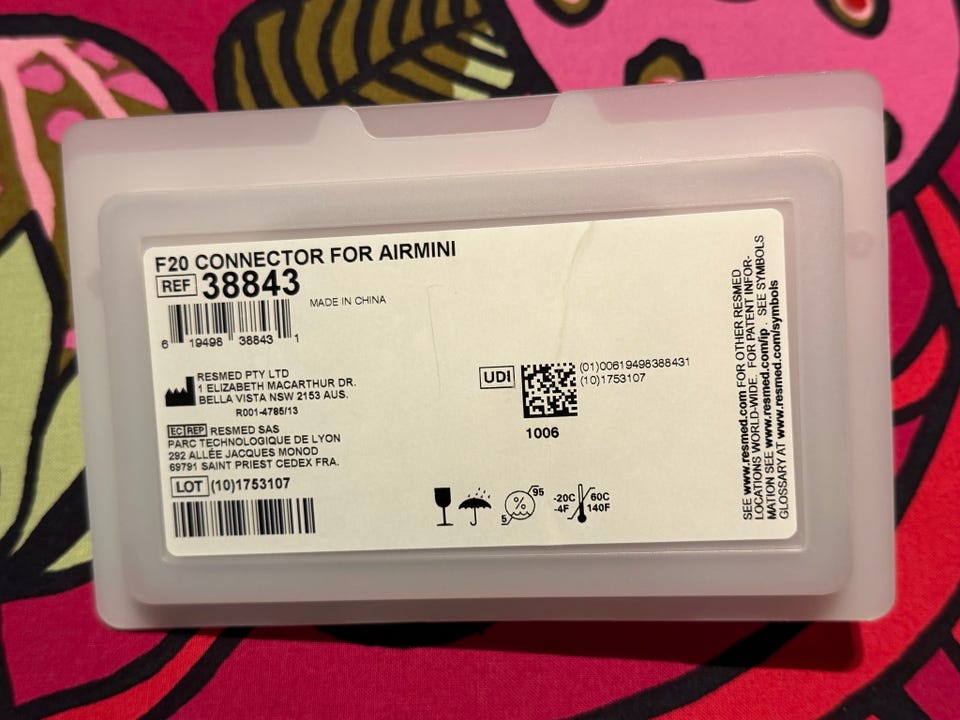 F20 CONNECTOR FOR AIRMINI
REF 38843
MADE IN CHINA
6 19498 38843 1
RESMED PTY LTD
1 ELIZABETH MACARTHUR DR.
BELLA VISTA NSW 2153 AUS.
R001-4785/13
EC REP RESMED SAS
PARC TECHNOLOGIQUE DE LYON
292 ALLÉE JACQUES MONOD
69791 SAINT PRIEST CEDEX FRA.
LOT (10)1753107
UDI
(01)00619498388431
(10)1753107
1006
95
%
5
-20C
-4F
60C
140F
SEE www.resmed.com FOR OTHER RESMED
LOCATIONS WORLD-WIDE. FOR PATENT INFOR-
MATION SEE www.resmed.com/ip . SEE SYMBOLS
GLOSSARY AT www.resmed.com/symbols